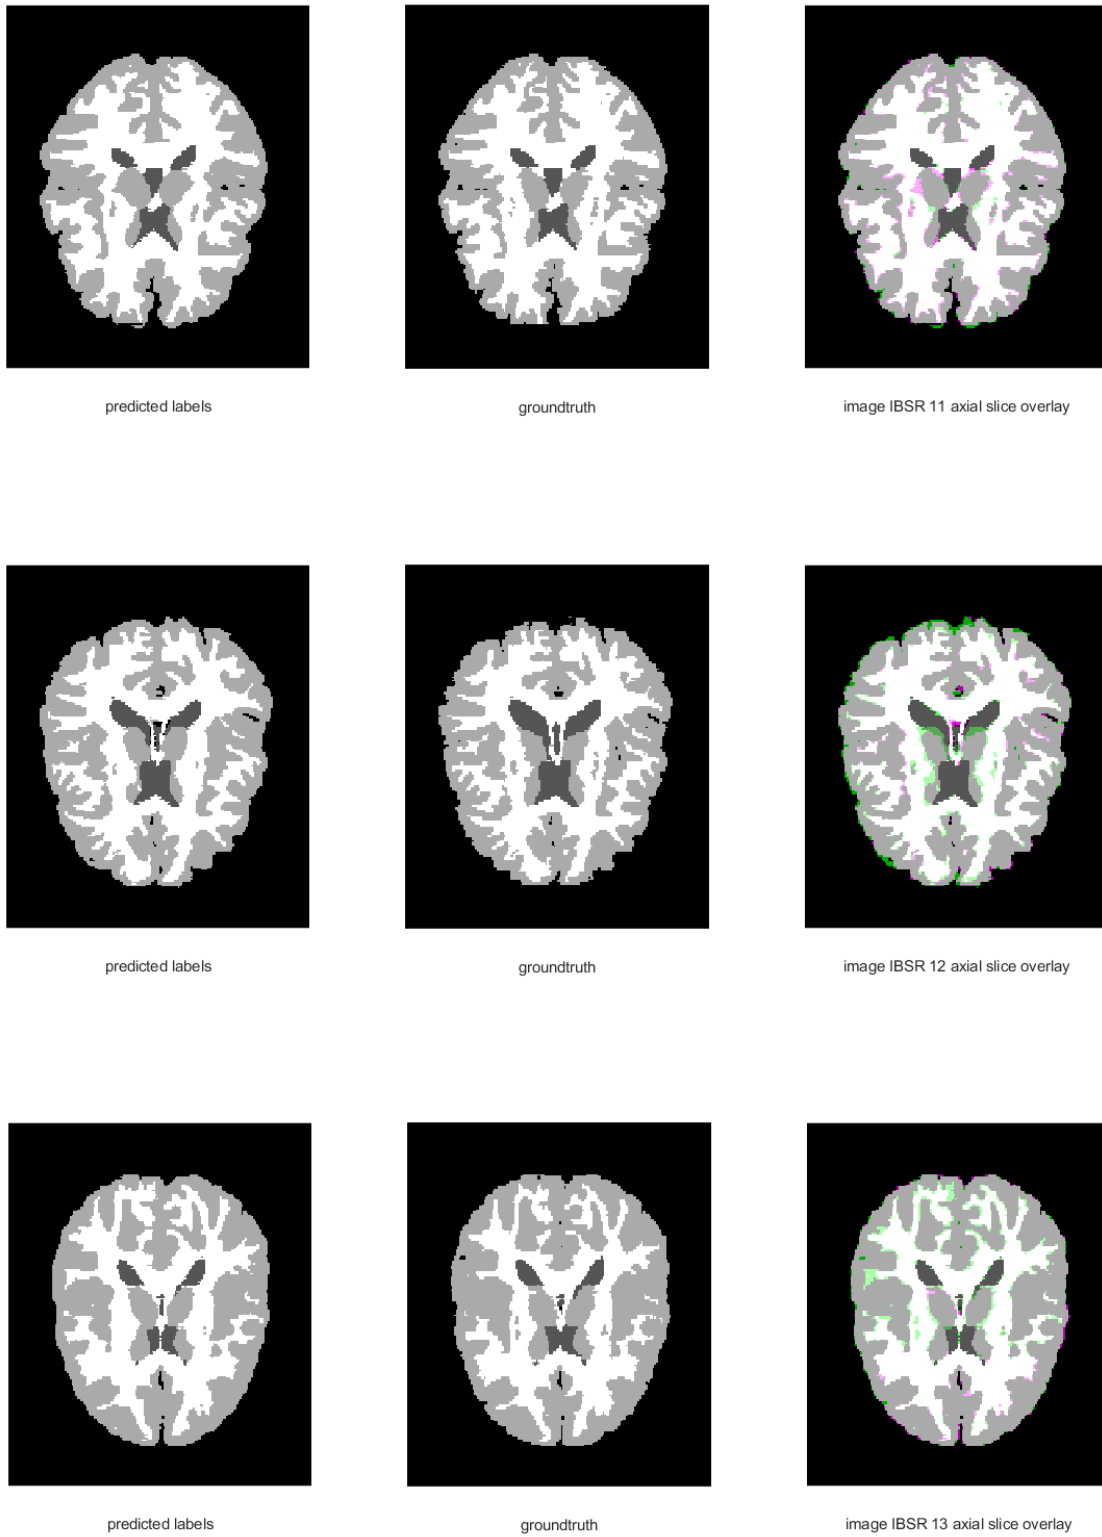 predicted labels
groundtruth
image IBSR 11 axial slice overlay
predicted labels
groundtruth
image IBSR 12 axial slice overlay
predicted labels
groundtruth
image IBSR 13 axial slice overlay